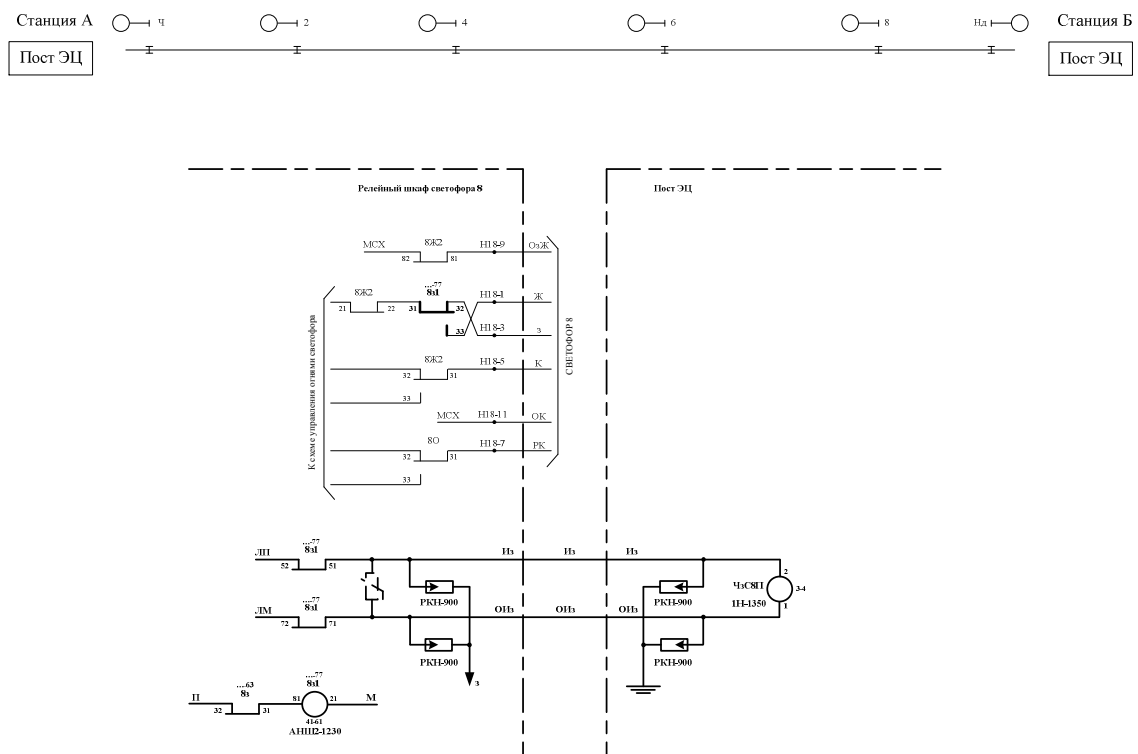 Станция А
Ч
2
4
6
8
Нд
Станция Б
Пост ЭЦ
Пост ЭЦ
Релейный шкаф светофора 8
Пост ЭЦ
МСХ
8Ж2
Н18-9
ОзЖ
82
81
8Ж2
...-77
8з1
Н18-1
Ж
21
22
31
32
33
Н18-3
З
8Ж2
Н18-5
К
32
31
33
МСХ
Н18-11
ОК
8О
Н18-7
РК
32
31
33
К схеме управления огнями светофора
СВЕТОФОР 8
ЛП
...-77
8з1
52
51
Из
Из
Из
РКН-900
РКН-900
ЧзС8П
1Н-1350
2
3-4
1
ЛМ
...-77
8з1
72
71
ОИз
ОИз
ОИз
РКН-900
РКН-900
З
П
...-63
8з
32
31
...-77
8з1
81
21
М
41-61
АНШ2-1230